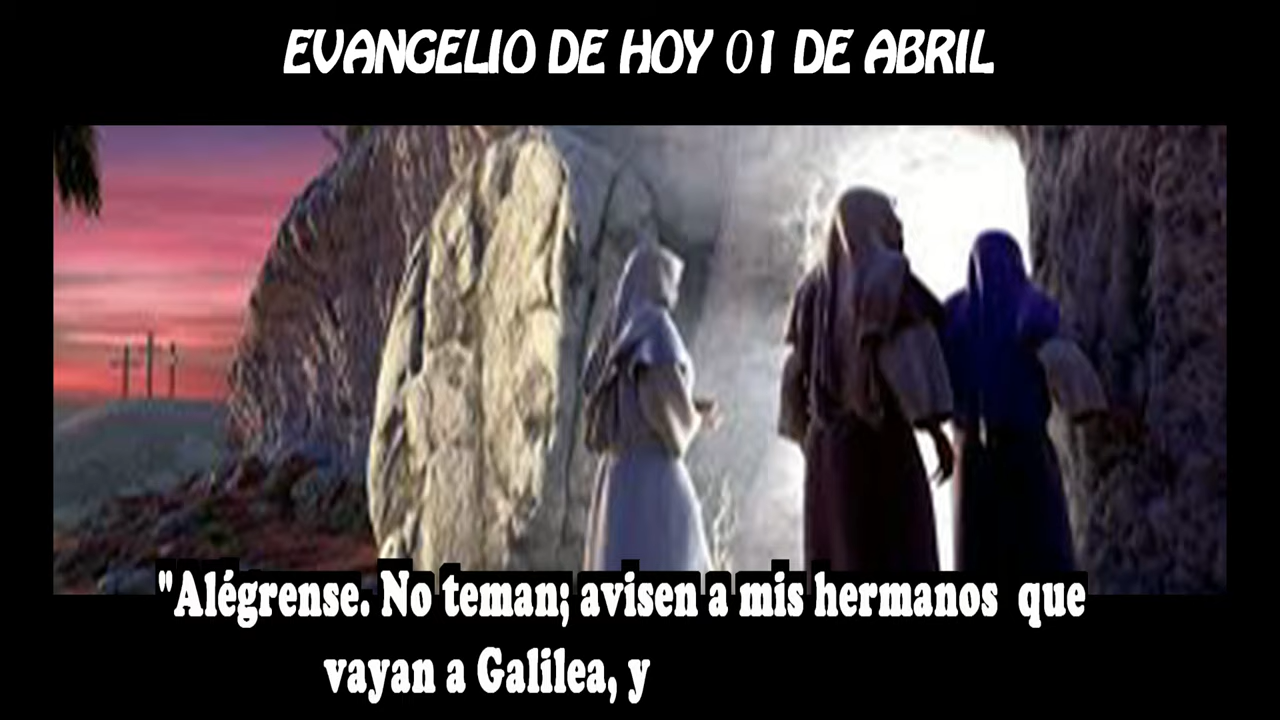 EVANGELIO DE HOY 01 DE ABRIL
"Alégrense. No teman; avisen a mis hermanos que
vayan a Galilea, y